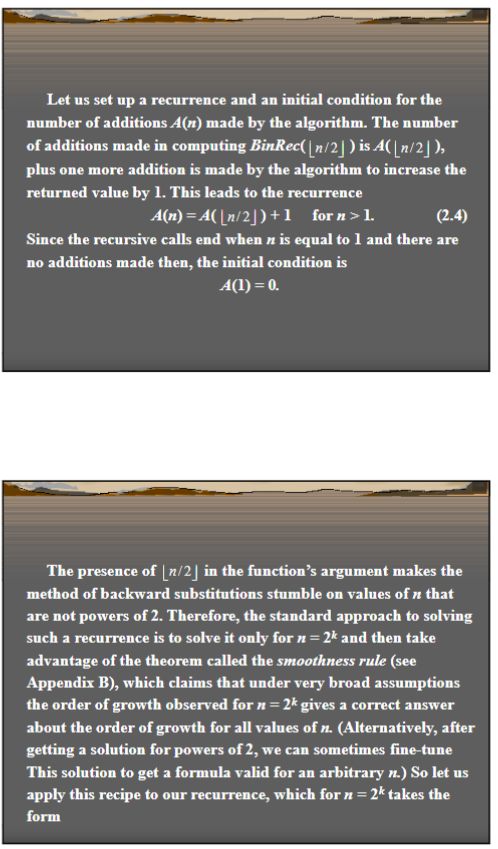 Let us set up a recurrence and an initial condition for the
number of additions A(n) made by the algorithm. The number
of additions made in computing BinRec(⌊n/2⌋) is A(⌊n/2⌋),
plus one more addition is made by the algorithm to increase the
returned value by 1. This leads to the recurrence
A(n) = A(⌊n/2⌋) + 1 for n > 1. (2.4)
Since the recursive calls end when n is equal to 1 and there are
no additions made then, the initial condition is
A(1) = 0.
The presence of ⌊n/2⌋ in the function's argument makes the
method of backward substitutions stumble on values of n that
are not powers of 2. Therefore, the standard approach to solving
such a recurrence is to solve it only for n = 2ᵏ and then take
advantage of the theorem called the smoothness rule (see
Appendix B), which claims that under very broad assumptions
the order of growth observed for n = 2ᵏ gives a correct answer
about the order of growth for all values of n. (Alternatively, after
getting a solution for powers of 2, we can sometimes fine-tune
This solution to get a formula valid for an arbitrary n.) So let us
apply this recipe to our recurrence, which for n = 2ᵏ takes the
form